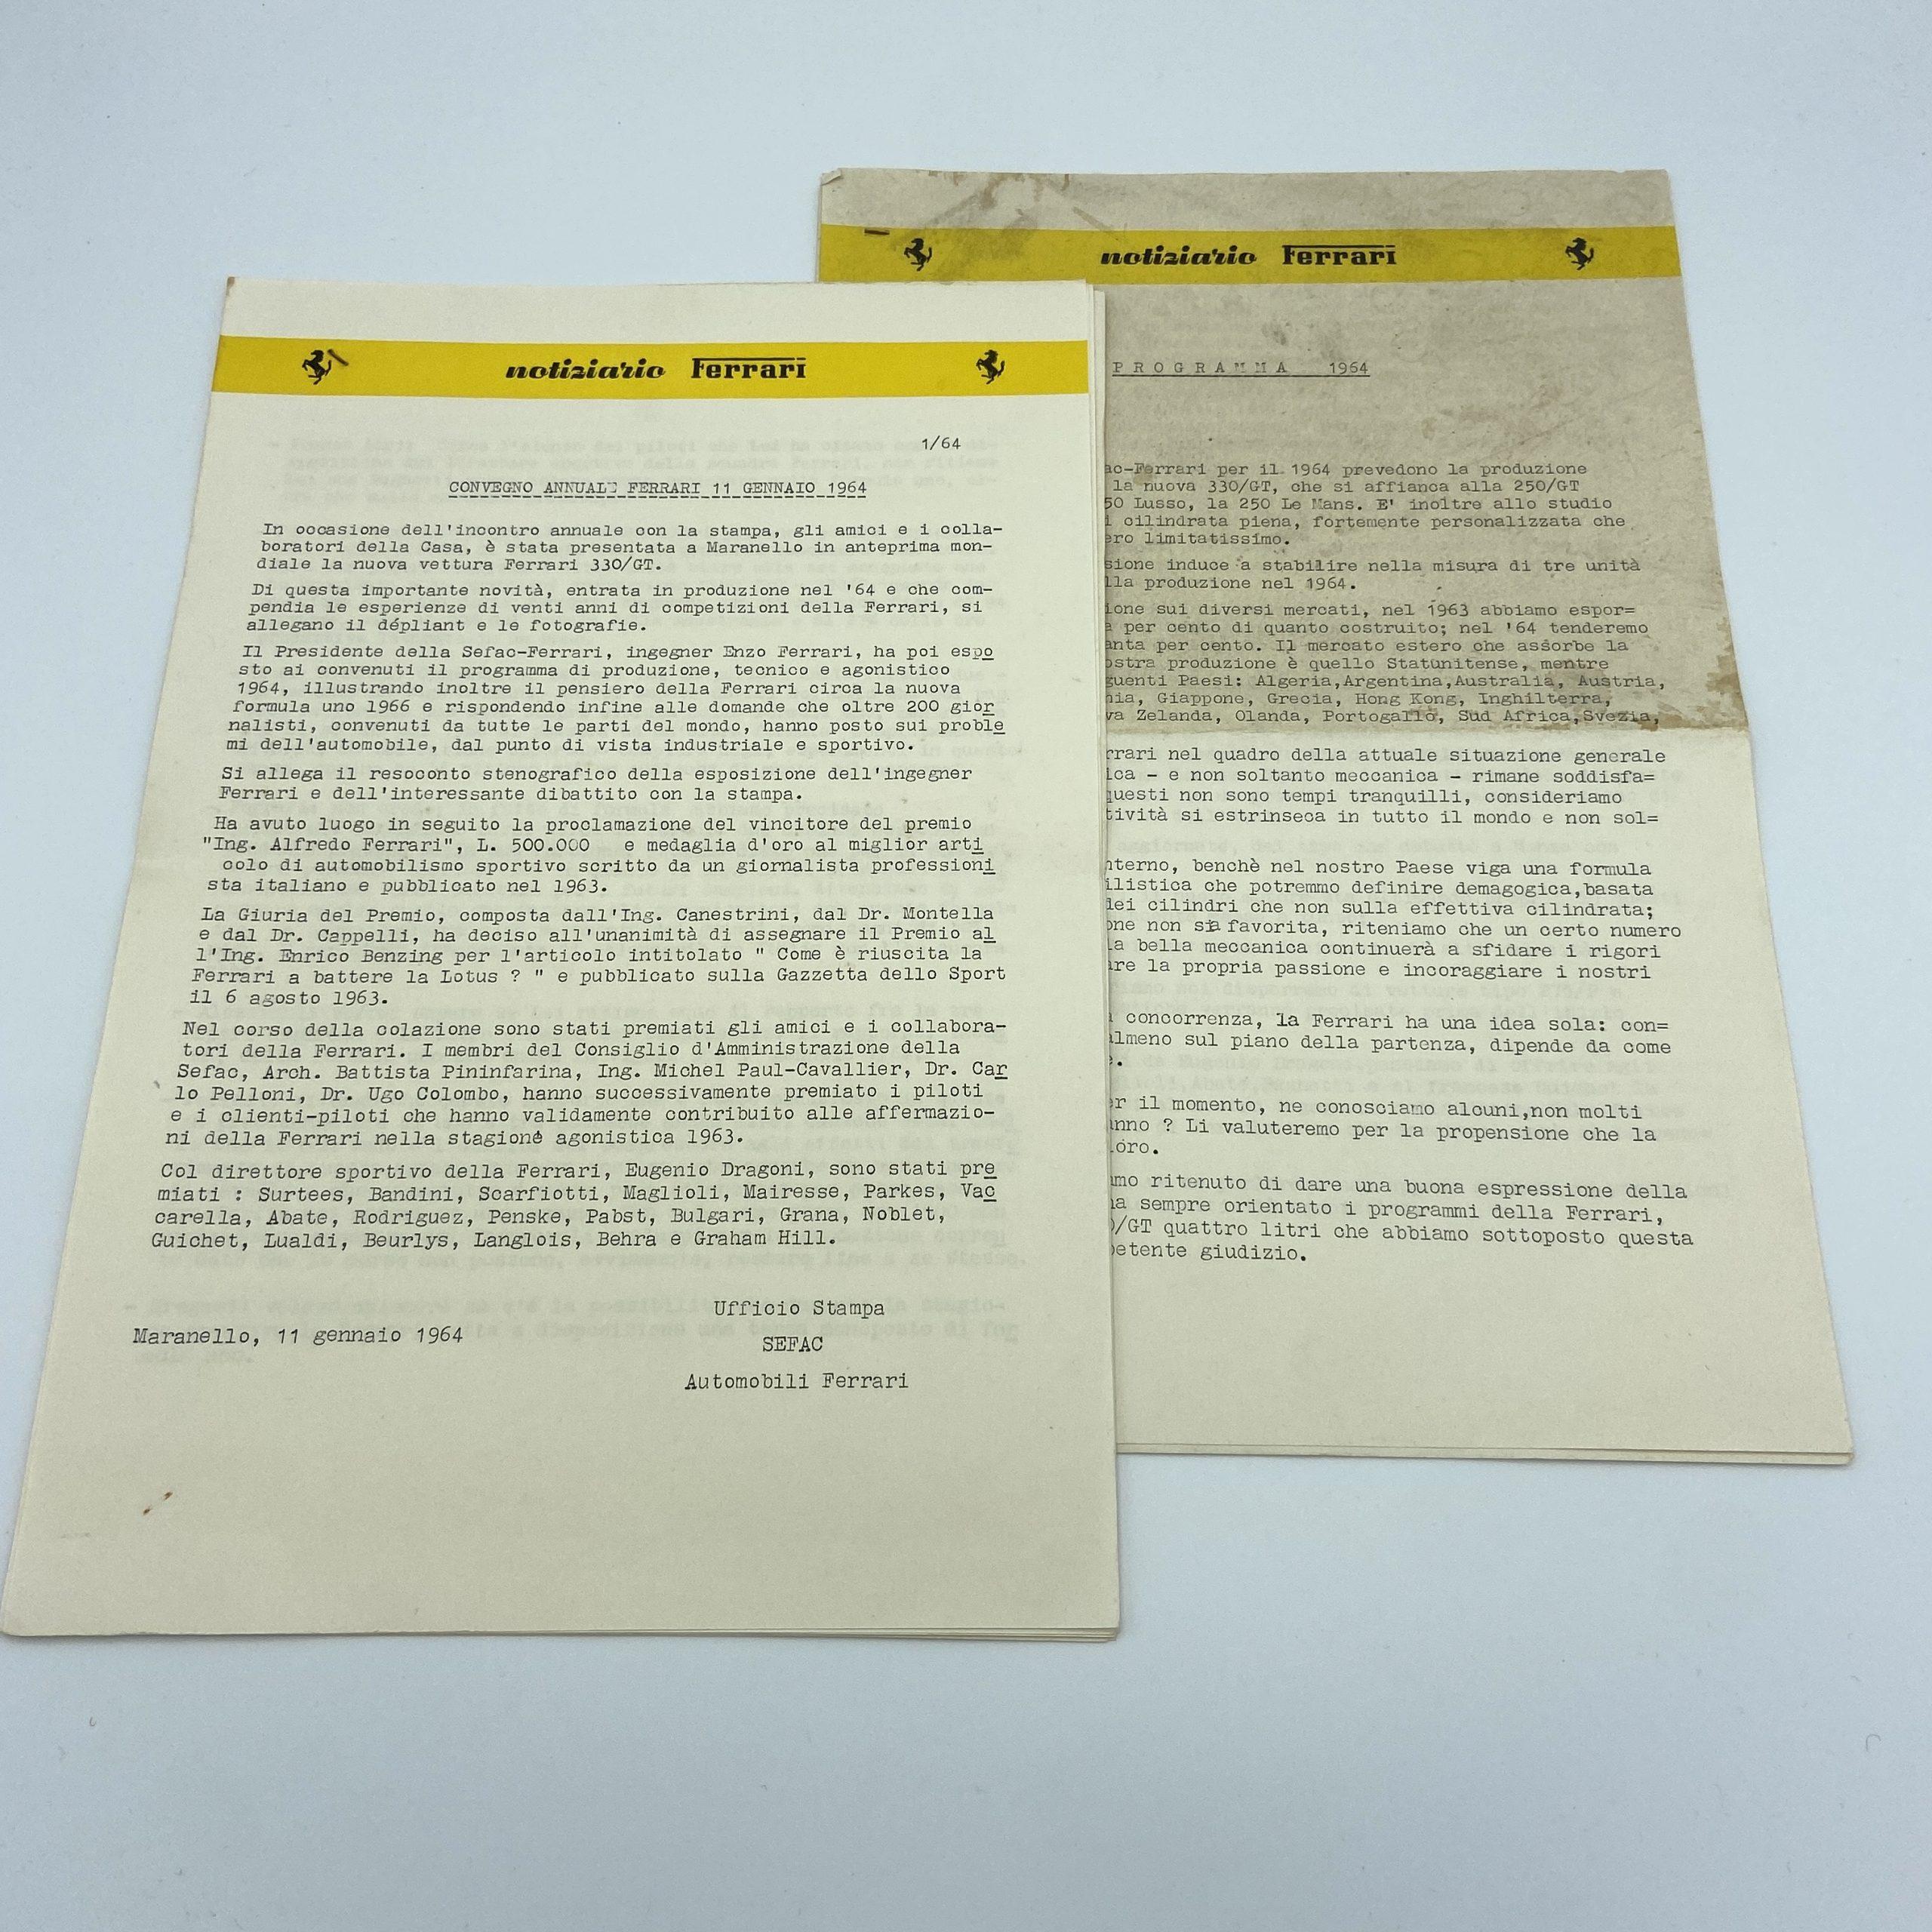 notiziario Ferrari
1/64
CONVEGNO ANNUALE FERRARI 11 GENNAIO 1964
In occasione dell'incontro annuale con la stampa, gli amici e i colla-
boratori della Casa, è stata presentata a Maranello in anteprima mon-
diale la nuova vettura Ferrari 330/GT.
Di questa importante novità, entrata in produzione nel '64 e che com-
pendia le esperienze di venti anni di competizioni della Ferrari, si
allegano il dépliant e le fotografie.
Il Presidente della Sefac-Ferrari, ingegner Enzo Ferrari, ha poi espo
sto ai convenuti il programma di produzione, tecnico e agonistico
1964, illustrando inoltre il pensiero della Ferrari circa la nuova
formula uno 1966 e rispondendo infine alle domande che oltre 200 gior
nalisti, convenuti da tutte le parti del mondo, hanno posto sui proble
mi dell'automobile, dal punto di vista industriale e sportivo.
Si allega il resoconto stenografico della esposizione dell'ingegner
Ferrari e dell'interessante dibattito con la stampa.
Ha avuto luogo in seguito la proclamazione del vincitore del premio
"Ing. Alfredo Ferrari", L. 500.000 e medaglia d'oro al miglior arti
colo di automobilismo sportivo scritto da un giornalista professioni
sta italiano e pubblicato nel 1963.
La Giuria del Premio, composta dall'Ing. Canestrini, dal Dr. Montella
e dal Dr. Cappelli, ha deciso all'unanimità di assegnare il Premio al
l'Ing. Enrico Benzing per l'articolo intitolato " Come è riuscita la
Ferrari a battere la Lotus ? " e pubblicato sulla Gazzetta dello Sport
il 6 agosto 1963.
Nel corso della colazione sono stati premiati gli amici e i collabora-
tori della Ferrari. I membri del Consiglio d'Amministrazione della
Sefac, Arch. Battista Pininfarina, Ing. Michel Paul-Cavallier, Dr. Car
lo Pelloni, Dr. Ugo Colombo, hanno successivamente premiato i piloti
e i clienti-piloti che hanno validamente contribuito alle affermazio-
ni della Ferrari nella stagione agonistica 1963.
Col direttore sportivo della Ferrari, Eugenio Dragoni, sono stati pre
miati : Surtees, Bandini, Scarfiotti, Maglioli, Mairesse, Parkes, Vac
carella, Abate, Rodriguez, Penske, Pabst, Bulgari, Grana, Noblet,
Guichet, Lualdi, Beurlys, Langlois, Behra e Graham Hill.
Ufficio Stampa
Maranello, 11 gennaio 1964
SEFAC
Automobili Ferrari
notiziario Ferrari
PROGRAMMA 1964
-Ferrari per il 1964 prevedono la produzione
la nuova 330/GT, che si affianca alla 250/GT
Lusso, la 250 Le Mans. E' inoltre allo studio
cilindrata piena, fortemente personalizzata che
limitatissimo.
induce a stabilire nella misura di tre unità
la produzione nel 1964.
sui diversi mercati, nel 1963 abbiamo espor=
per cento di quanto costruito; nel '64 tenderemo
per cento. Il mercato estero che assorbe la
produzione è quello Statunitense, mentre
Paesi: Algeria,Argentina,Australia, Austria,
Giappone, Grecia, Hong Kong, Inghilterra,
Zelanda, Olanda, Portogallo, Sud Africa,Svezia,
nel quadro della attuale situazione generale
- e non soltanto meccanica - rimane soddisfa=
questi non sono tempi tranquilli, consideriamo
si estrinseca in tutto il mondo e non sol=
benchè nel nostro Paese viga una formula
che potremmo definire demagogica,basata
dei cilindri che non sulla effettiva cilindrata;
non sia favorita, riteniamo che un certo numero
bella meccanica continuerà a sfidare i rigori
la propria passione e incoraggiare i nostri
concorrenza, la Ferrari ha una idea sola: con=
sul piano della partenza, dipende da come
il momento, ne conosciamo alcuni,non molti
? Li valuteremo per la propensione che la
loro.
ritenuto di dare una buona espressione della
sempre orientato i programmi della Ferrari,
/GT quattro litri che abbiamo sottoposto questa
giudizio.